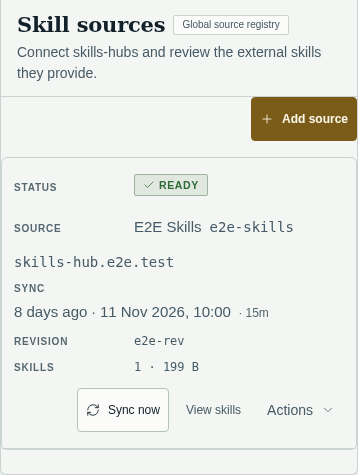 Skill sources Global source registry
Connect skills-hubs and review the external skills
they provide.
+ Add source
STATUS READY
SOURCE E2E Skills e2e-skills
skills-hub.e2e.test
SYNC
8 days ago · 11 Nov 2026, 10:00 · 15m
REVISION e2e-rev
SKILLS 1 · 199 B
Sync now View skills Actions